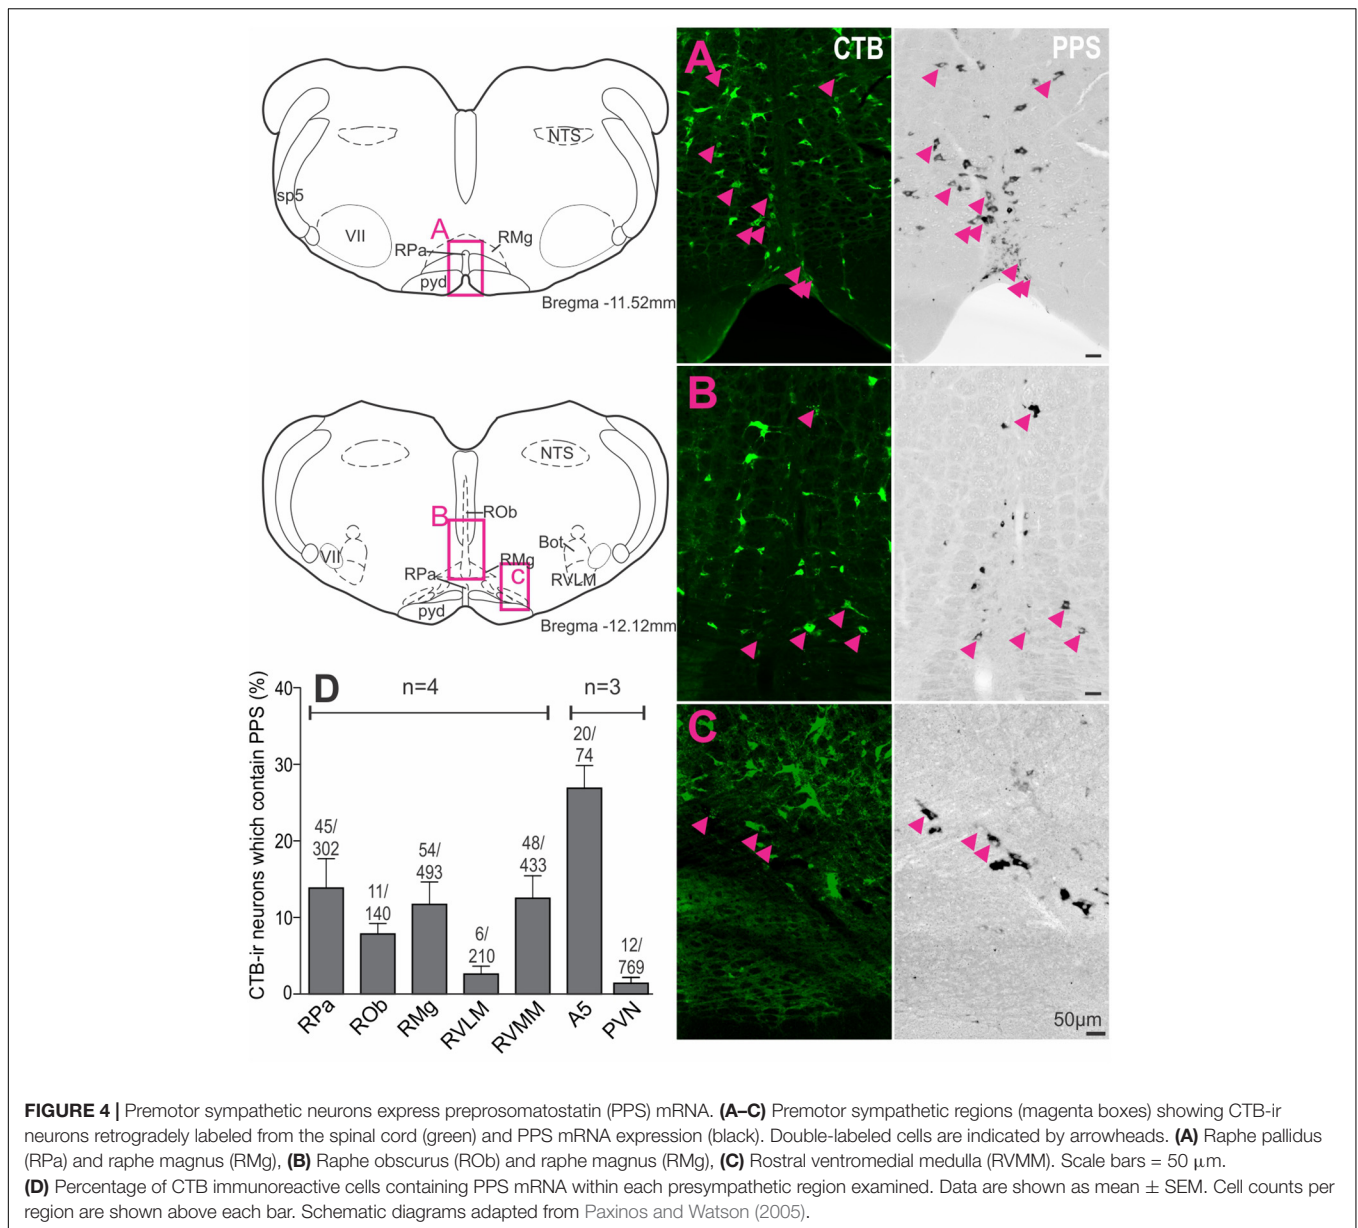 NTS
sp5
VII
A
RPa
RMg
pyd
Bregma -11.52mm
NTS
ROb
B
Bot
VII
RMg
RPa
C
RVLM
pyd
Bregma -12.12mm
A
CTB
PPS
B
C
50µm
D
n=4
n=3
CTB-ir neurons which contain PPS (%)
40
30
20
10
0
45/
302
11/
140
54/
493
6/
210
48/
433
20/
74
12/
769
RPa
ROb
RMg
RVLM
RVMM
A5
PVN
FIGURE 4 | Premotor sympathetic neurons express preprosomatostatin (PPS) mRNA. (A–C) Premotor sympathetic regions (magenta boxes) showing CTB-ir
neurons retrogradely labeled from the spinal cord (green) and PPS mRNA expression (black). Double-labeled cells are indicated by arrowheads. (A) Raphe pallidus
(RPa) and raphe magnus (RMg), (B) Raphe obscurus (ROb) and raphe magnus (RMg), (C) Rostral ventromedial medulla (RVMM). Scale bars = 50 µm.
(D) Percentage of CTB immunoreactive cells containing PPS mRNA within each presympathetic region examined. Data are shown as mean ± SEM. Cell counts per
region are shown above each bar. Schematic diagrams adapted from Paxinos and Watson (2005).